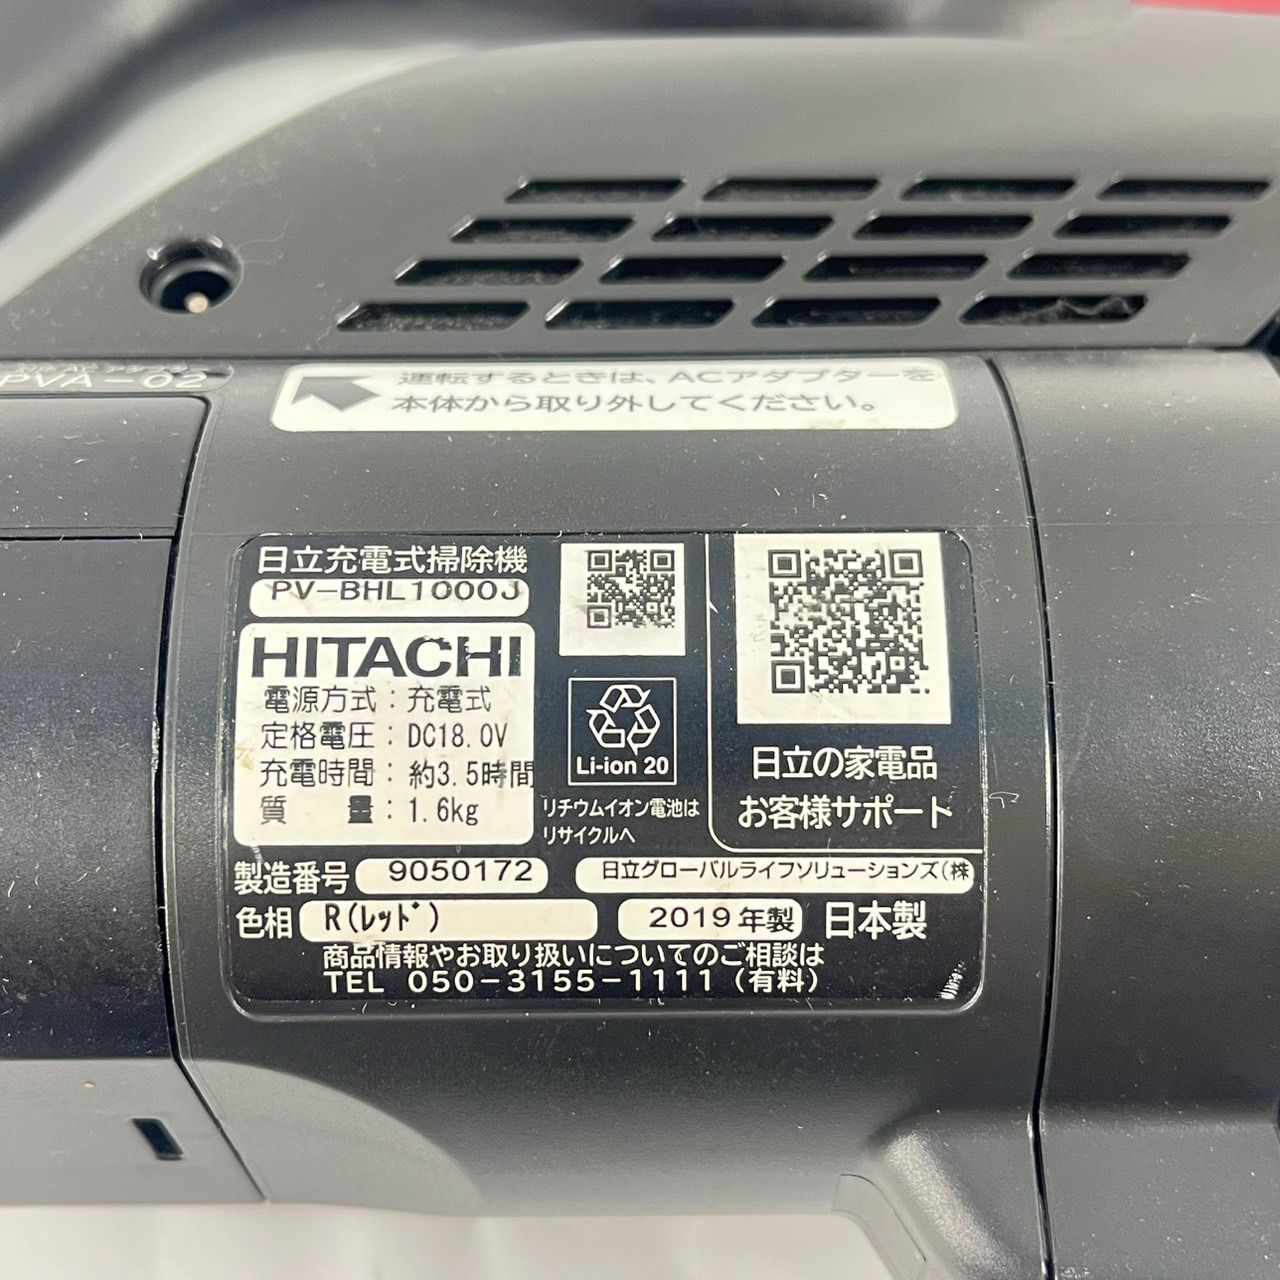 PVA-02
運転するときは、ACアダプターを
本体から取り外してください。
日立充電式掃除機
PV-BHL1000J
HITACHI
電源方式：充電式
定格電圧：DC18.0V
充電時間：約3.5時間
質　　量：1.6kg
Li-ion 20
リチウムイオン電池は
リサイクルへ
日立の家電品
お客様サポート
製造番号 9050172
日立グローバルライフソリューションズ(株
色相 R(レッド)
2019年製 日本製
商品情報やお取り扱いについてのご相談は
TEL 050-3155-1111（有料）